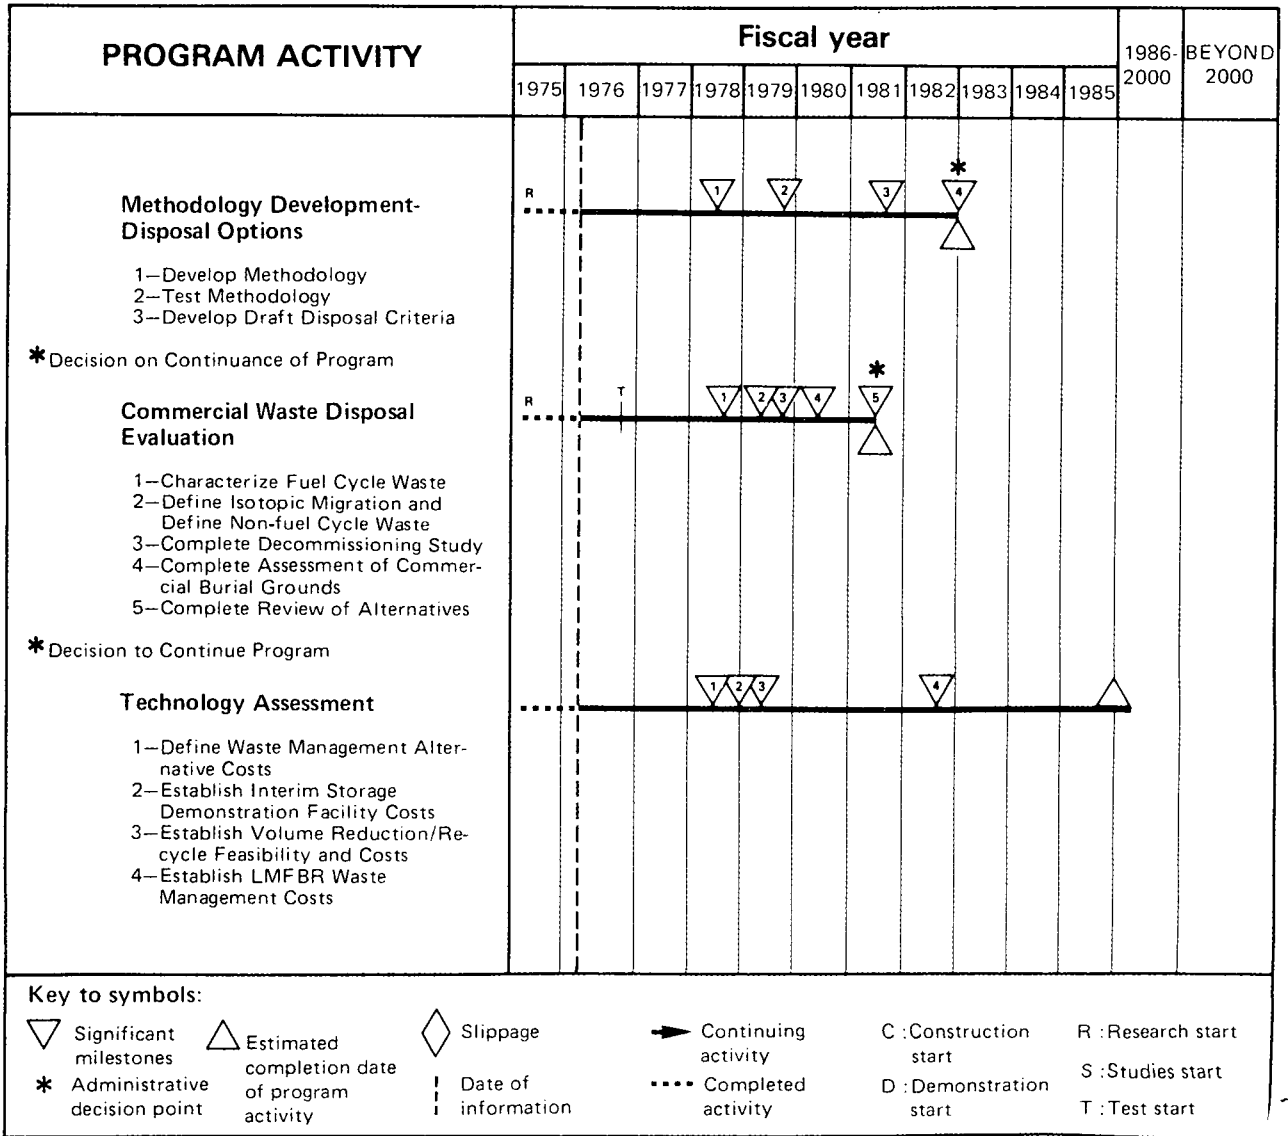 PROGRAM ACTIVITY
Fiscal year
1986-
2000
BEYOND
2000
1975 1976 1977 1978 1979 1980 1981 1982 1983 1984 1985
*
R 1 2 3 4
Methodology Development-
Disposal Options
1—Develop Methodology
2—Test Methodology
3—Develop Draft Disposal Criteria
*Decision on Continuance of Program
*
R T 1 2 3 4 5
Commercial Waste Disposal
Evaluation
1—Characterize Fuel Cycle Waste
2—Define Isotopic Migration and
Define Non-fuel Cycle Waste
3—Complete Decommissioning Study
4—Complete Assessment of Commer-
cial Burial Grounds
5—Complete Review of Alternatives
*Decision to Continue Program
1 2 3 4
Technology Assessment
1—Define Waste Management Alter-
native Costs
2—Establish Interim Storage
Demonstration Facility Costs
3—Establish Volume Reduction/Re-
cycle Feasibility and Costs
4—Establish LMFBR Waste
Management Costs
Key to symbols:
Significant
milestones
* Administrative
decision point
Estimated
completion date
of program
activity
Slippage
Date of
information
Continuing
activity
Completed
activity
C :Construction
start
D :Demonstration
start
R :Research start
S :Studies start
T :Test start